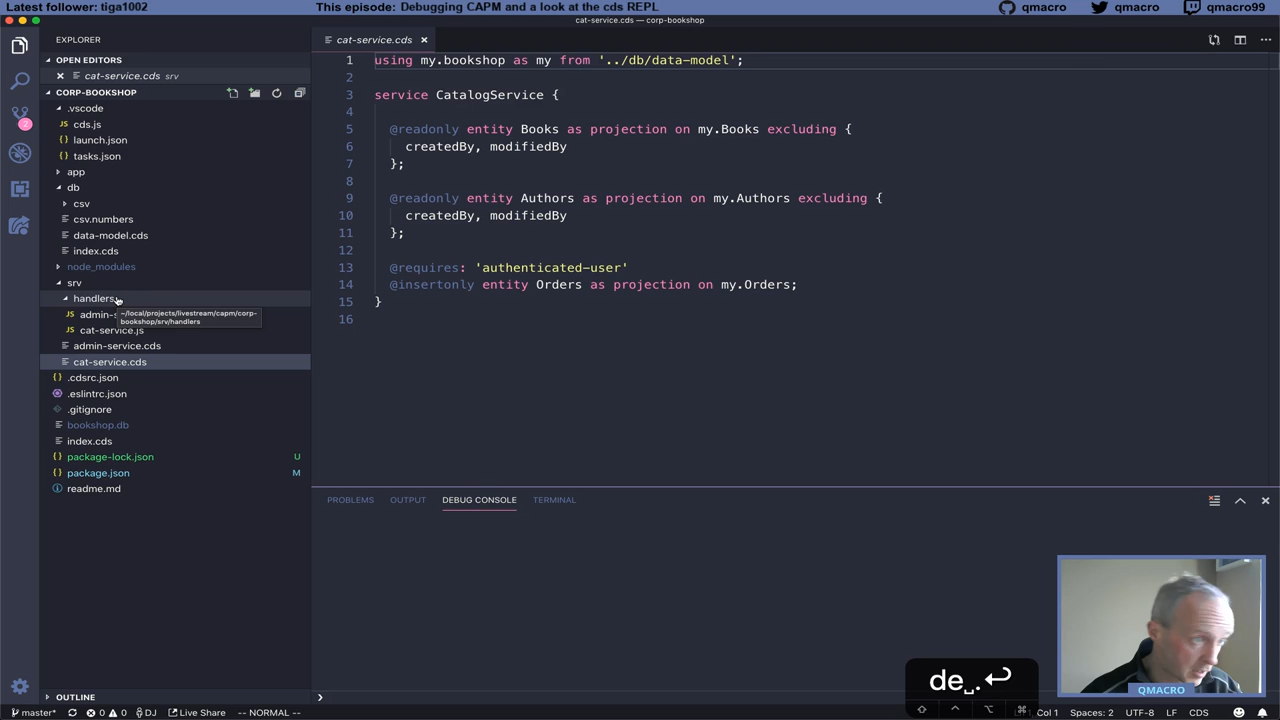 Latest follower: tiga1002
This episode: Debugging CAPM and a look at the cds REPL
qmacro
qmacro
qmacro99
cat-service.cds — corp-bookshop
EXPLORER
OPEN EDITORS
cat-service.cds srv
CORP-BOOKSHOP
.vscode
JS cds.js
{} launch.json
{} tasks.json
app
db
csv
csv.numbers
data-model.cds
index.cds
node_modules
srv
handlers
~/local/projects/livestream/capm/corp-
bookshop/srv/handlers
JS admin-s
JS cat-service.js
admin-service.cds
cat-service.cds
{} .cdsrc.json
.eslintrc.json
.gitignore
bookshop.db
index.cds
{} package-lock.json U
{} package.json M
readme.md
OUTLINE
2
cat-service.cds
1 using my.bookshop as my from '../db/data-model';
2
3 service CatalogService {
4
5 @readonly entity Books as projection on my.Books excluding {
6 createdBy, modifiedBy
7 };
8
9 @readonly entity Authors as projection on my.Authors excluding {
10 createdBy, modifiedBy
11 };
12
13 @requires: 'authenticated-user'
14 @insertonly entity Orders as projection on my.Orders;
15 }
16
PROBLEMS OUTPUT DEBUG CONSOLE TERMINAL
de␣.↩
QMACRO
master* 0 0 DJ Live Share -- NORMAL -- 1, Col 1 Spaces: 2 UTF-8 LF CDS